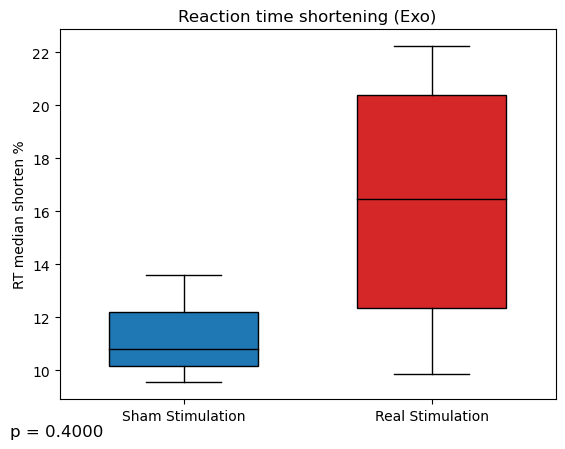 Reaction time shortening (Exo)
RT median shorten %
22
20
18
16
14
12
10
Sham Stimulation
Real Stimulation
p = 0.4000